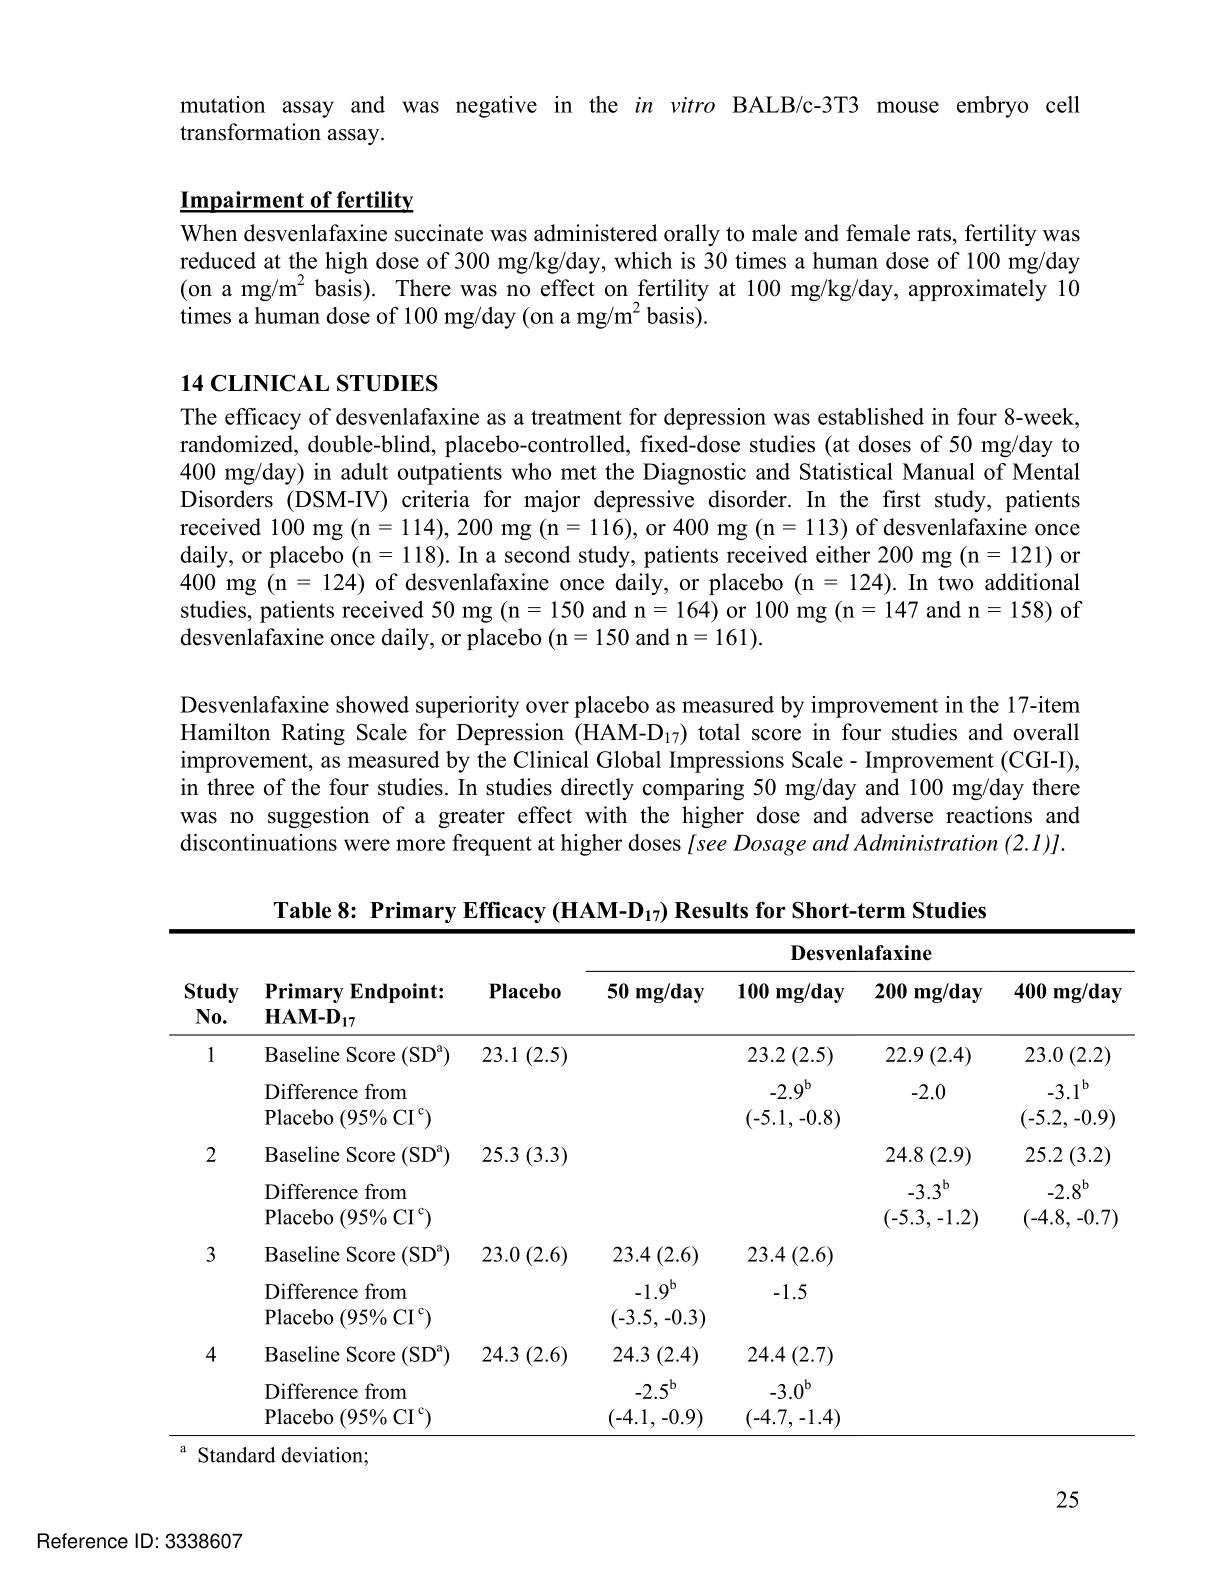 mutation assay and was negative in the in vitro BALB/c-3T3 mouse embryo cell
transformation assay.
Impairment of fertility
When desvenlafaxine succinate was administered orally to male and female rats, fertility was
reduced at the high dose of 300 mg/kg/day, which is 30 times a human dose of 100 mg/day
(on a mg/m² basis).  There was no effect on fertility at 100 mg/kg/day, approximately 10
times a human dose of 100 mg/day (on a mg/m² basis).
14 CLINICAL STUDIES
The efficacy of desvenlafaxine as a treatment for depression was established in four 8-week,
randomized, double-blind, placebo-controlled, fixed-dose studies (at doses of 50 mg/day to
400 mg/day) in adult outpatients who met the Diagnostic and Statistical Manual of Mental
Disorders (DSM-IV) criteria for major depressive disorder. In the first study, patients
received 100 mg (n = 114), 200 mg (n = 116), or 400 mg (n = 113) of desvenlafaxine once
daily, or placebo (n = 118). In a second study, patients received either 200 mg (n = 121) or
400 mg (n = 124) of desvenlafaxine once daily, or placebo (n = 124). In two additional
studies, patients received 50 mg (n = 150 and n = 164) or 100 mg (n = 147 and n = 158) of
desvenlafaxine once daily, or placebo (n = 150 and n = 161).
Desvenlafaxine showed superiority over placebo as measured by improvement in the 17-item
Hamilton Rating Scale for Depression (HAM-D₁₇) total score in four studies and overall
improvement, as measured by the Clinical Global Impressions Scale - Improvement (CGI-I),
in three of the four studies. In studies directly comparing 50 mg/day and 100 mg/day there
was no suggestion of a greater effect with the higher dose and adverse reactions and
discontinuations were more frequent at higher doses [see Dosage and Administration (2.1)].
Table 8:  Primary Efficacy (HAM-D₁₇) Results for Short-term Studies
Desvenlafaxine
Study Primary Endpoint: Placebo 50 mg/day 100 mg/day 200 mg/day 400 mg/day
No. HAM-D₁₇
1 Baseline Score (SDᵃ) 23.1 (2.5) 23.2 (2.5) 22.9 (2.4) 23.0 (2.2)
Difference from -2.9ᵇ -2.0 -3.1ᵇ
Placebo (95% CI ᶜ) (-5.1, -0.8) (-5.2, -0.9)
2 Baseline Score (SDᵃ) 25.3 (3.3) 24.8 (2.9) 25.2 (3.2)
Difference from -3.3ᵇ -2.8ᵇ
Placebo (95% CI ᶜ) (-5.3, -1.2) (-4.8, -0.7)
3 Baseline Score (SDᵃ) 23.0 (2.6) 23.4 (2.6) 23.4 (2.6)
Difference from -1.9ᵇ -1.5
Placebo (95% CI ᶜ) (-3.5, -0.3)
4 Baseline Score (SDᵃ) 24.3 (2.6) 24.3 (2.4) 24.4 (2.7)
Difference from -2.5ᵇ -3.0ᵇ
Placebo (95% CI ᶜ) (-4.1, -0.9) (-4.7, -1.4)
ᵃ Standard deviation;
25
Reference ID: 3338607